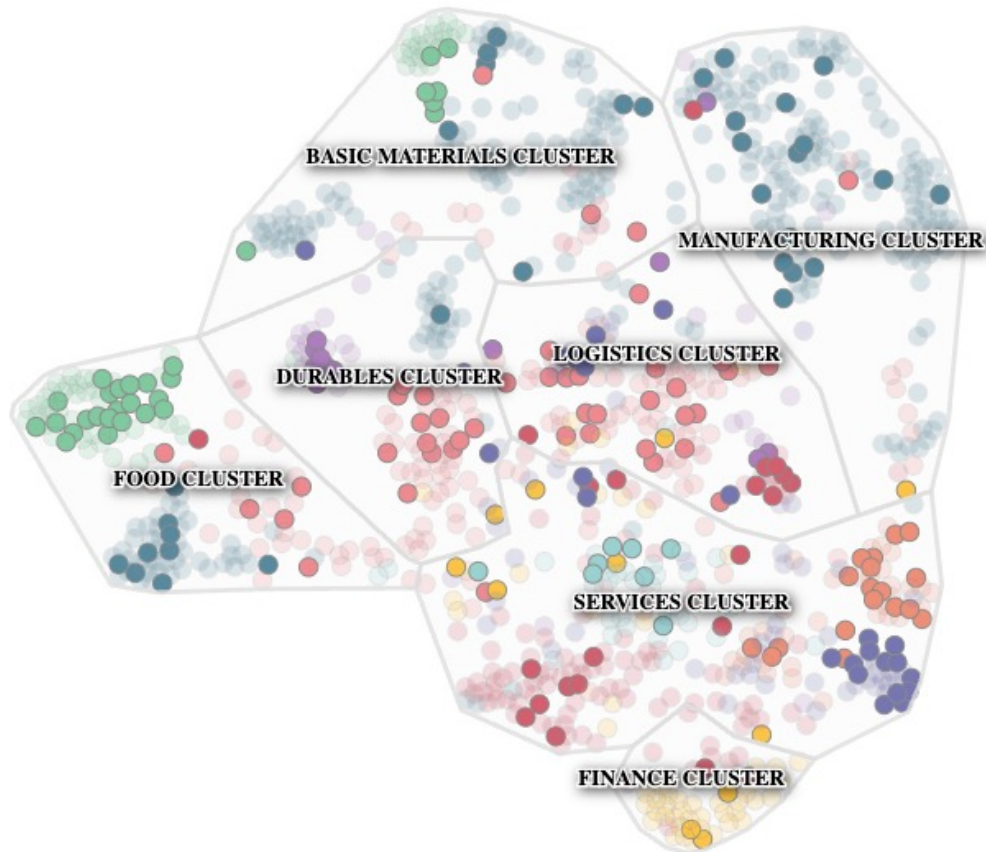 BASIC MATERIALS CLUSTER
MANUFACTURING CLUSTER
LOGISTICS CLUSTER
DURABLES CLUSTER
FOOD CLUSTER
SERVICES CLUSTER
FINANCE CLUSTER